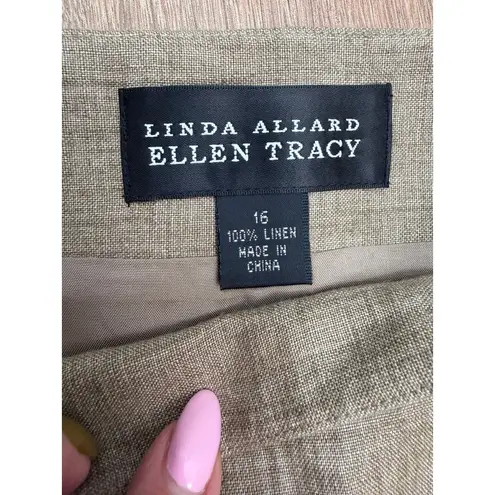 LINDA ALLARD
ELLEN TRACY
16
100% LINEN
MADE IN
CHINA